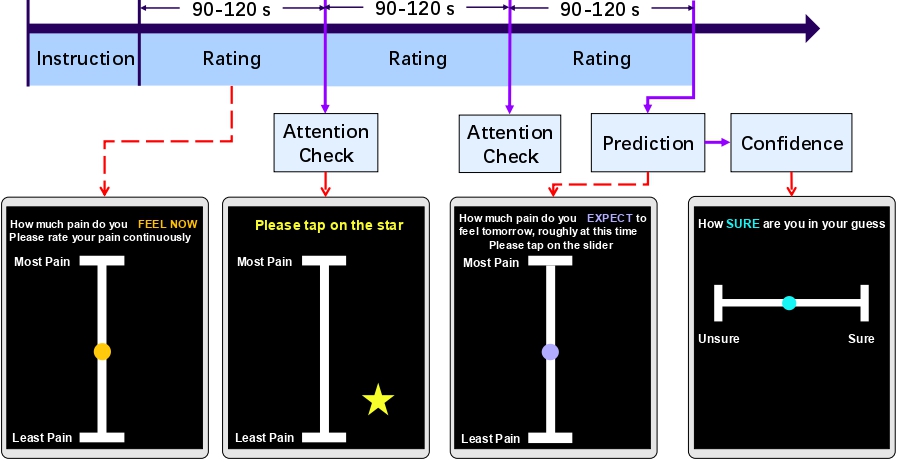 90-120 s
90-120 s
90-120 s
Instruction
Rating
Rating
Rating
Attention
Check
Attention
Check
Prediction
Confidence
How much pain do you FEEL NOW
Please rate your pain continuously
Most Pain
Least Pain
Please tap on the star
Most Pain
Least Pain
How much pain do you EXPECT to
feel tomorrow, roughly at this time
Please tap on the slider
Most Pain
Least Pain
How SURE are you in your guess
Unsure
Sure